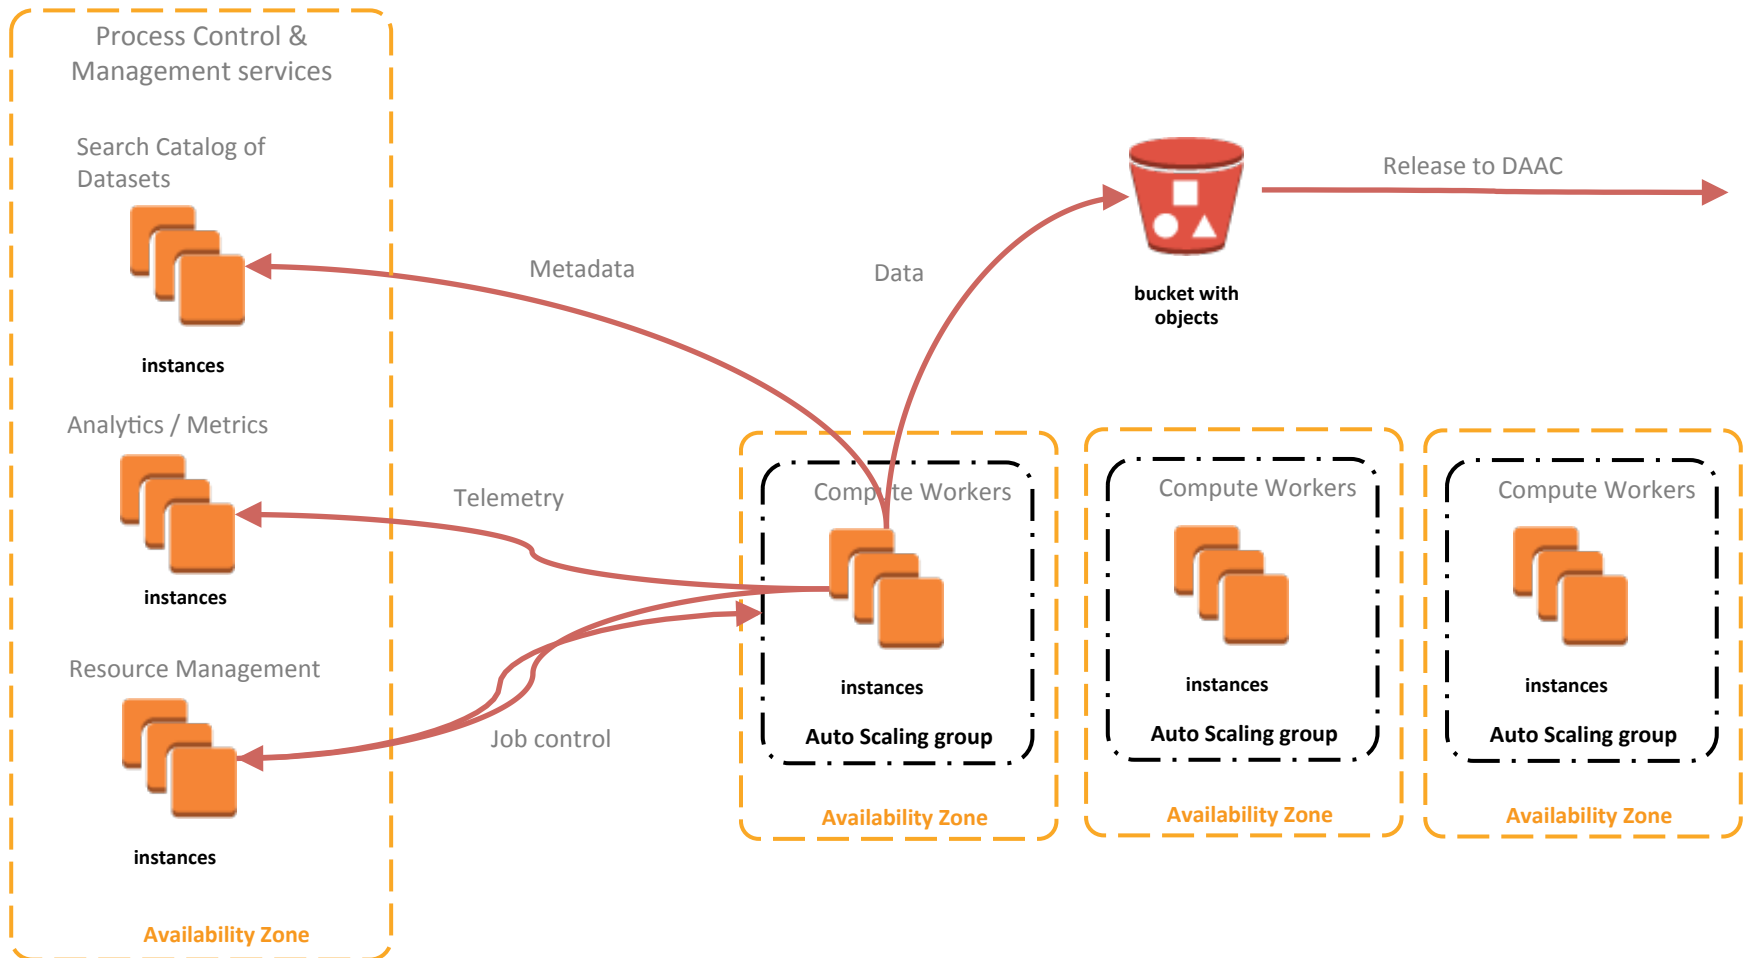 Process Control &
Management services
Search Catalog of
Datasets
instances
Analytics / Metrics
instances
Resource Management
instances
Availability Zone
Metadata
Data
Telemetry
Job control
bucket with
objects
Release to DAAC
Compute Workers
instances
Auto Scaling group
Availability Zone
Compute Workers
instances
Auto Scaling group
Availability Zone
Compute Workers
instances
Auto Scaling group
Availability Zone